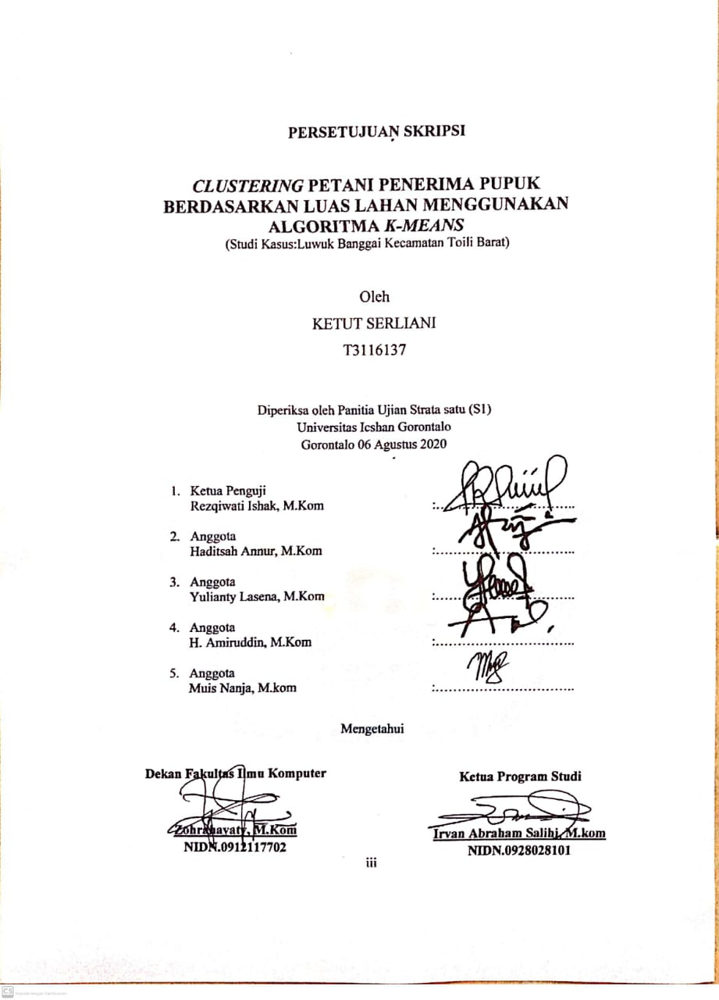 PERSETUJUAN SKRIPSI
CLUSTERING PETANI PENERIMA PUPUK
BERDASARKAN LUAS LAHAN MENGGUNAKAN
ALGORITMA K-MEANS
(Studi Kasus:Luwuk Banggai Kecamatan Toili Barat)
Oleh
KETUT SERLIANI
T3116137
Diperiksa oleh Panitia Ujian Strata satu (S1)
Universitas Icshan Gorontalo
Gorontalo 06 Agustus 2020
1. Ketua Penguji
Rezqiwati Ishak, M.Kom :.................................
2. Anggota
Haditsah Annur, M.Kom :.................................
3. Anggota
Yulianty Lasena, M.Kom :.................................
4. Anggota
H. Amiruddin, M.Kom :.................................
5. Anggota
Muis Nanja, M.kom :.................................
Mengetahui
Dekan Fakultas Ilmu Komputer
Zohrahayaty, M.Kom
NIDN.0912117702
Ketua Program Studi
Irvan Abraham Salihi, M.kom
NIDN.0928028101
iii
CS